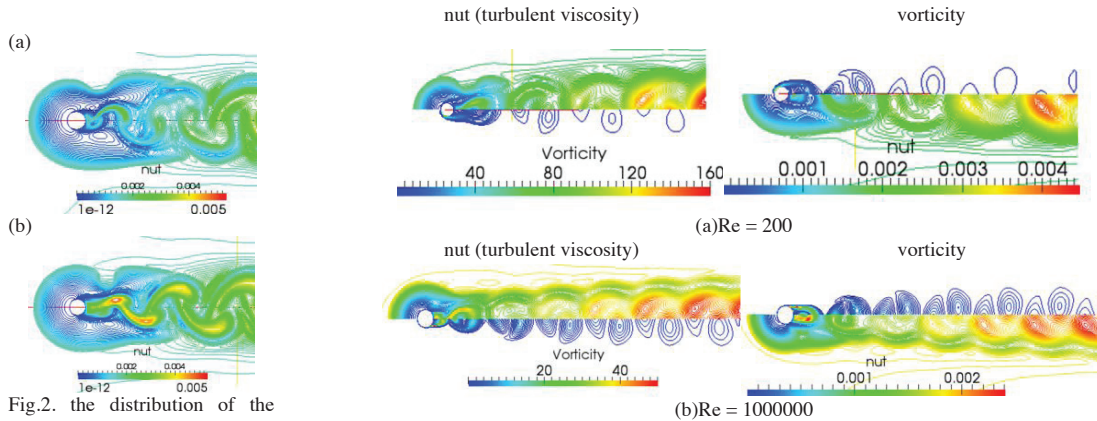 nut (turbulent viscosity)
vorticity
(a)
nut
0.002 0.004
1e-12 0.005
Vorticity
40 80 120 160
nut
0.001 0.002 0.003 0.004
(a)Re = 200
(b)
nut (turbulent viscosity)
vorticity
nut
0.002 0.004
1e-12 0.005
Vorticity
20 40
nut
0.001 0.002
(b)Re = 1000000
Fig.2. the distribution of the